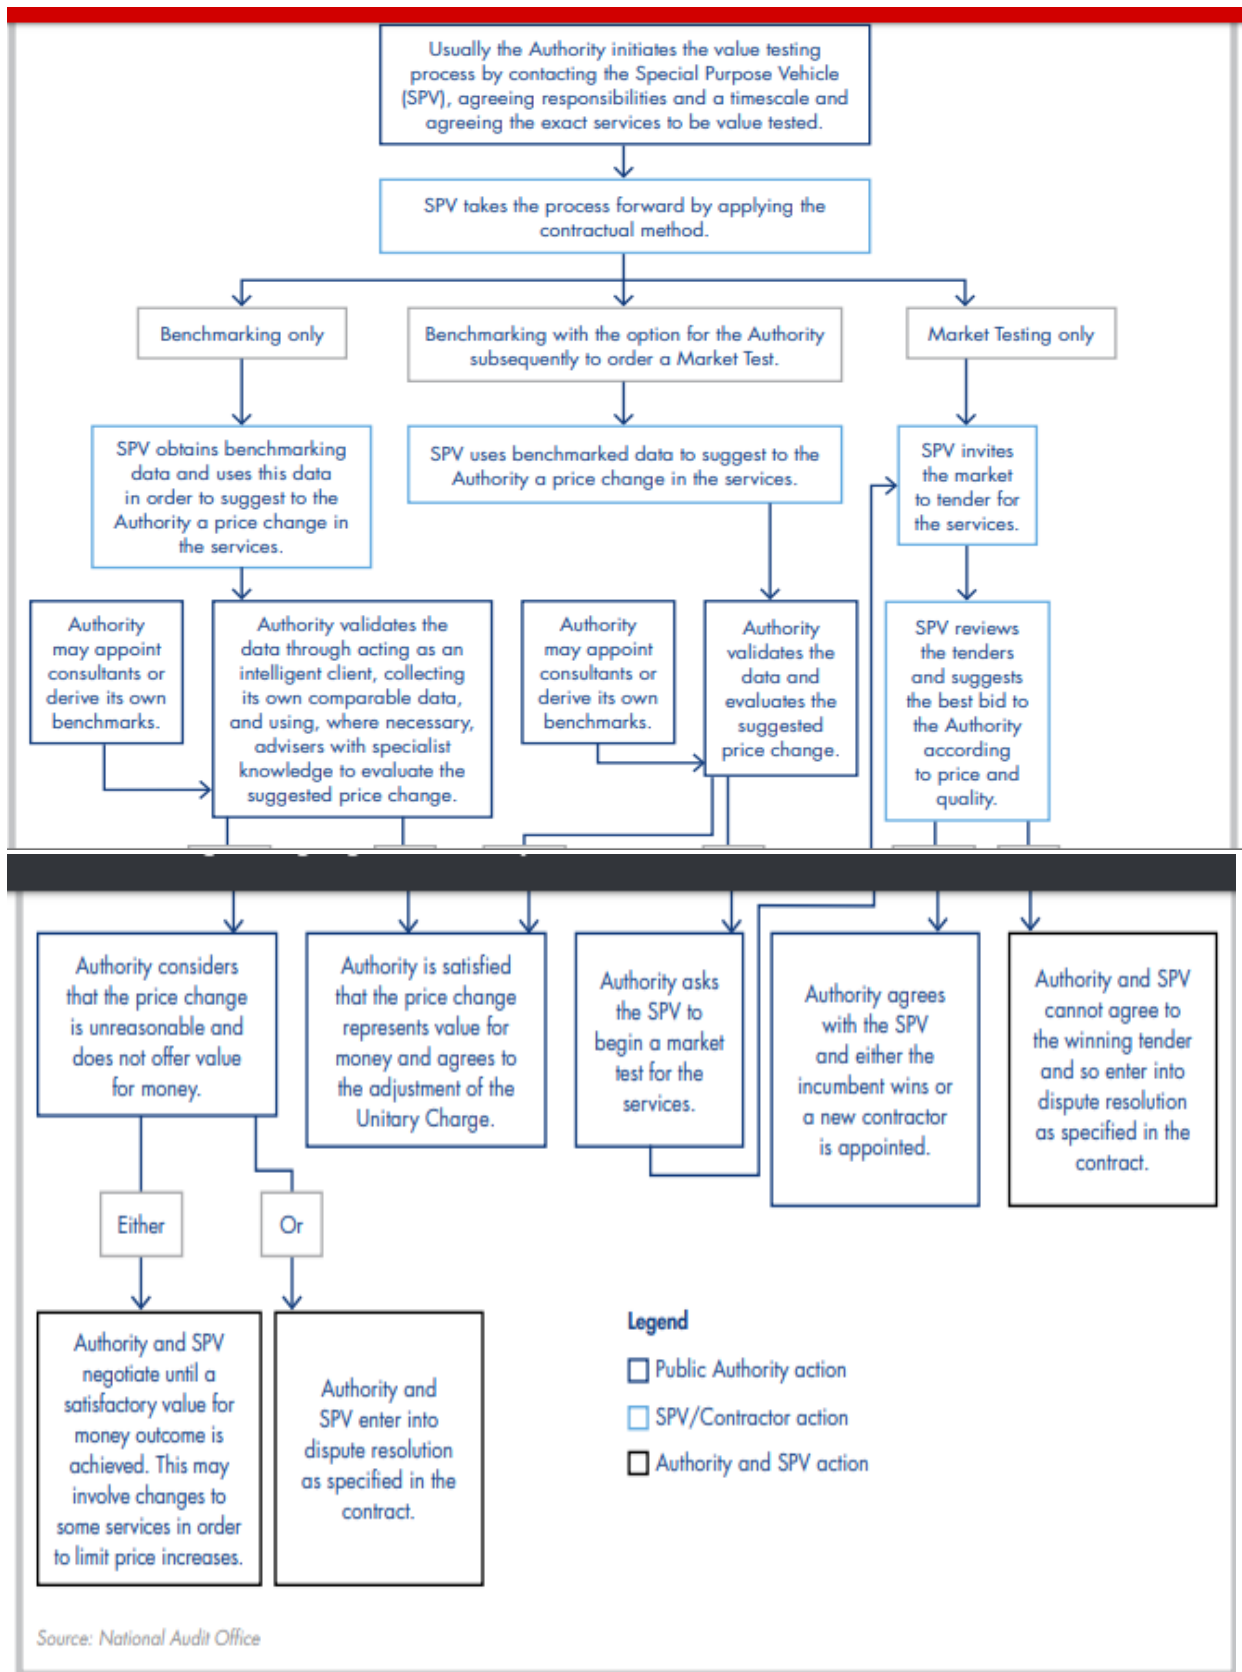 Usually the Authority initiates the value testing
process by contacting the Special Purpose Vehicle
(SPV), agreeing responsibilities and a timescale and
agreeing the exact services to be value tested.
SPV takes the process forward by applying the
contractual method.
Benchmarking only
Benchmarking with the option for the Authority
subsequently to order a Market Test.
Market Testing only
SPV obtains benchmarking
data and uses this data
in order to suggest to the
Authority a price change in
the services.
SPV uses benchmarked data to suggest to the
Authority a price change in the services.
SPV invites
the market
to tender for
the services.
Authority
may appoint
consultants or
derive its own
benchmarks.
Authority validates the
data through acting as an
intelligent client, collecting
its own comparable data,
and using, where necessary,
advisers with specialist
knowledge to evaluate the
suggested price change.
Authority
may appoint
consultants or
derive its own
benchmarks.
Authority
validates the
data and
evaluates the
suggested
price change.
SPV reviews
the tenders
and suggests
the best bid to
the Authority
according
to price and
quality.
Authority considers
that the price change
is unreasonable and
does not offer value
for money.
Authority is satisfied
that the price change
represents value for
money and agrees to
the adjustment of the
Unitary Charge.
Authority asks
the SPV to
begin a market
test for the
services.
Authority agrees
with the SPV
and either the
incumbent wins or
a new contractor
is appointed.
Authority and SPV
cannot agree to
the winning tender
and so enter into
dispute resolution
as specified in the
contract.
Either
Or
Authority and SPV
negotiate until a
satisfactory value for
money outcome is
achieved. This may
involve changes to
some services in order
to limit price increases.
Authority and
SPV enter into
dispute resolution
as specified in the
contract.
Legend
Public Authority action
SPV/Contractor action
Authority and SPV action
Source: National Audit Office